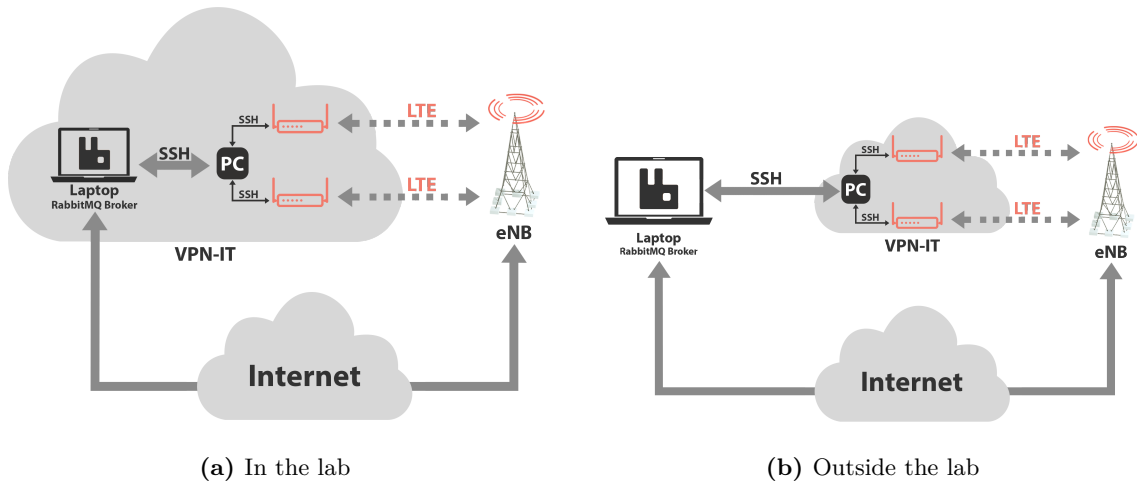 LTE
SSH
SSH
PC
SSH
LTE
Laptop
RabbitMQ Broker
eNB
VPN-IT
Internet
(a) In the lab
LTE
SSH
SSH
PC
SSH
LTE
Laptop
RabbitMQ Broker
VPN-IT
eNB
Internet
(b) Outside the lab